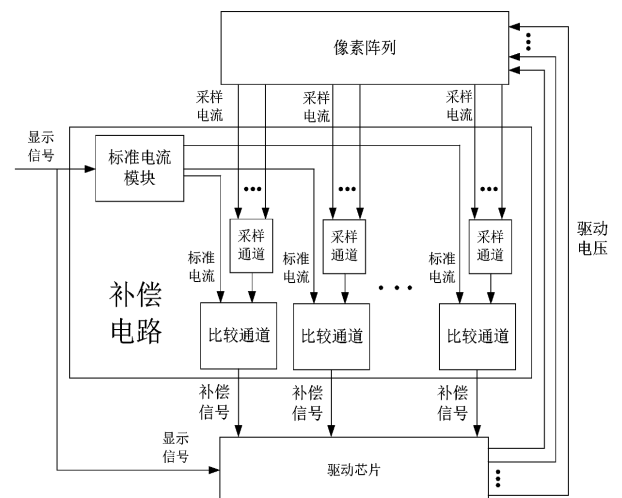 像素阵列
采样
电流
采样
电流
采样
电流
显示
信号
标准电流
模块
采样
通道
采样
通道
采样
通道
标准
电流
标准
电流
标准
电流
驱动
电压
补偿
电路
比较通道
比较通道
比较通道
补偿
信号
补偿
信号
补偿
信号
显示
信号
驱动芯片